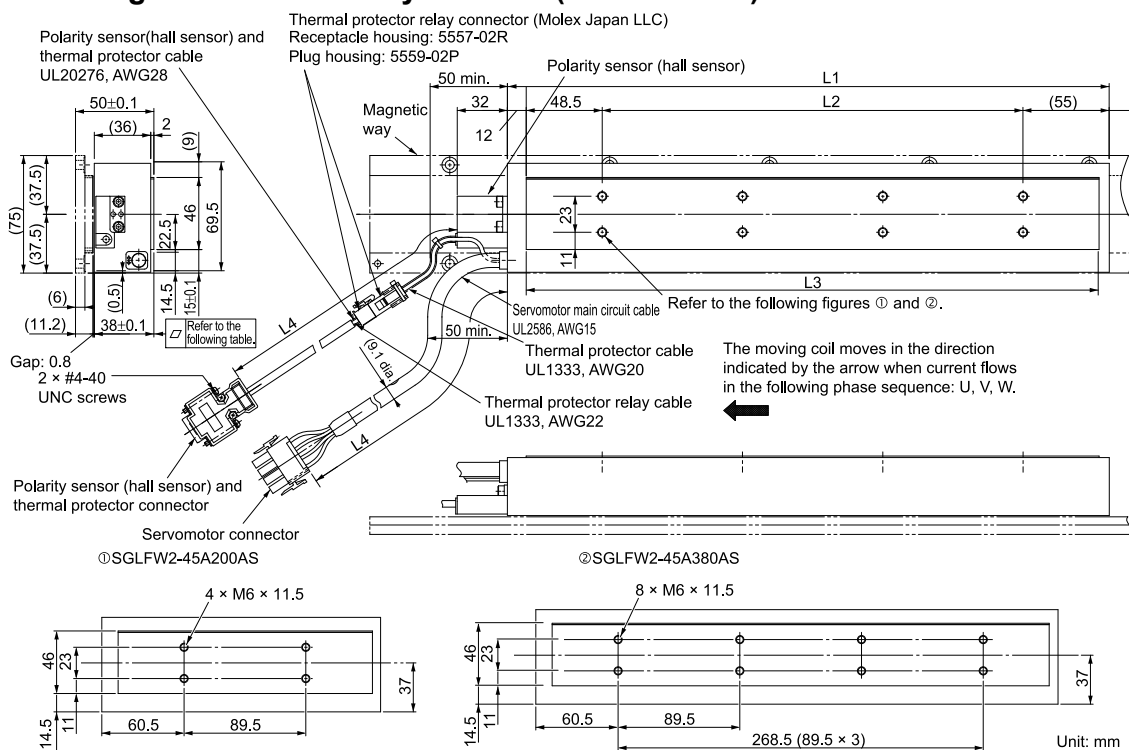 Thermal protector relay connector (Molex Japan LLC)
Receptacle housing: 5557-02R
Plug housing: 5559-02P
Polarity sensor(hall sensor) and
thermal protector cable
UL20276, AWG28
Polarity sensor (hall sensor)
50 min.
L1
50±0.1
32
48.5
L2
(55)
(36)
2
12
Magnetic
way
(9)
(37.5)
(75)
(37.5)
22.5
46
69.5
23
11
(6)
(0.5)
14.5
15±0.1
L3
(11.2)
38±0.1
Refer to the
following table.
L4
Servomotor main circuit cable
UL2586, AWG15
Refer to the following figures ① and ②.
50 min.
Gap: 0.8
2 × #4-40
UNC screws
(9.1 dia.)
Thermal protector cable
UL1333, AWG20
The moving coil moves in the direction
indicated by the arrow when current flows
in the following phase sequence: U, V, W.
Thermal protector relay cable
UL1333, AWG22
L4
Polarity sensor (hall sensor) and
thermal protector connector
Servomotor connector
①SGLFW2-45A200AS
②SGLFW2-45A380AS
4 × M6 × 11.5
8 × M6 × 11.5
46
23
37
14.5
11
60.5
89.5
46
23
37
14.5
11
60.5
89.5
268.5 (89.5 × 3)
Unit: mm